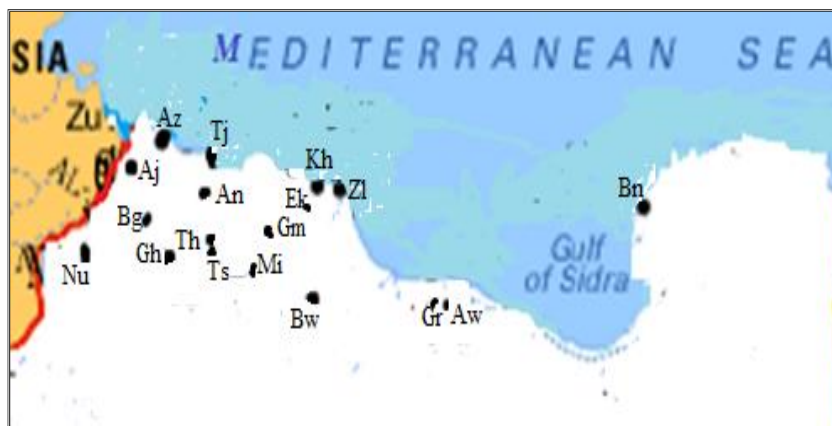 MEDITERRANEAN SEA
SIA
Zu
Az
Tj
Aj
AL
Kh
Zl
An
Ek
Bn
Bg
Gm
Th
Gh
Ts
Mi
Nu
Gulf
of Sidra
Bw
Gr
Aw